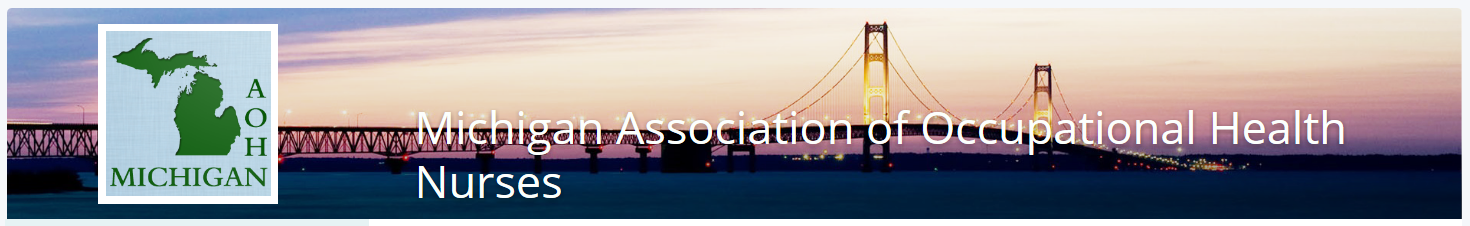 A
O
H
MICHIGAN
Michigan Association of Occupational Health
Nurses